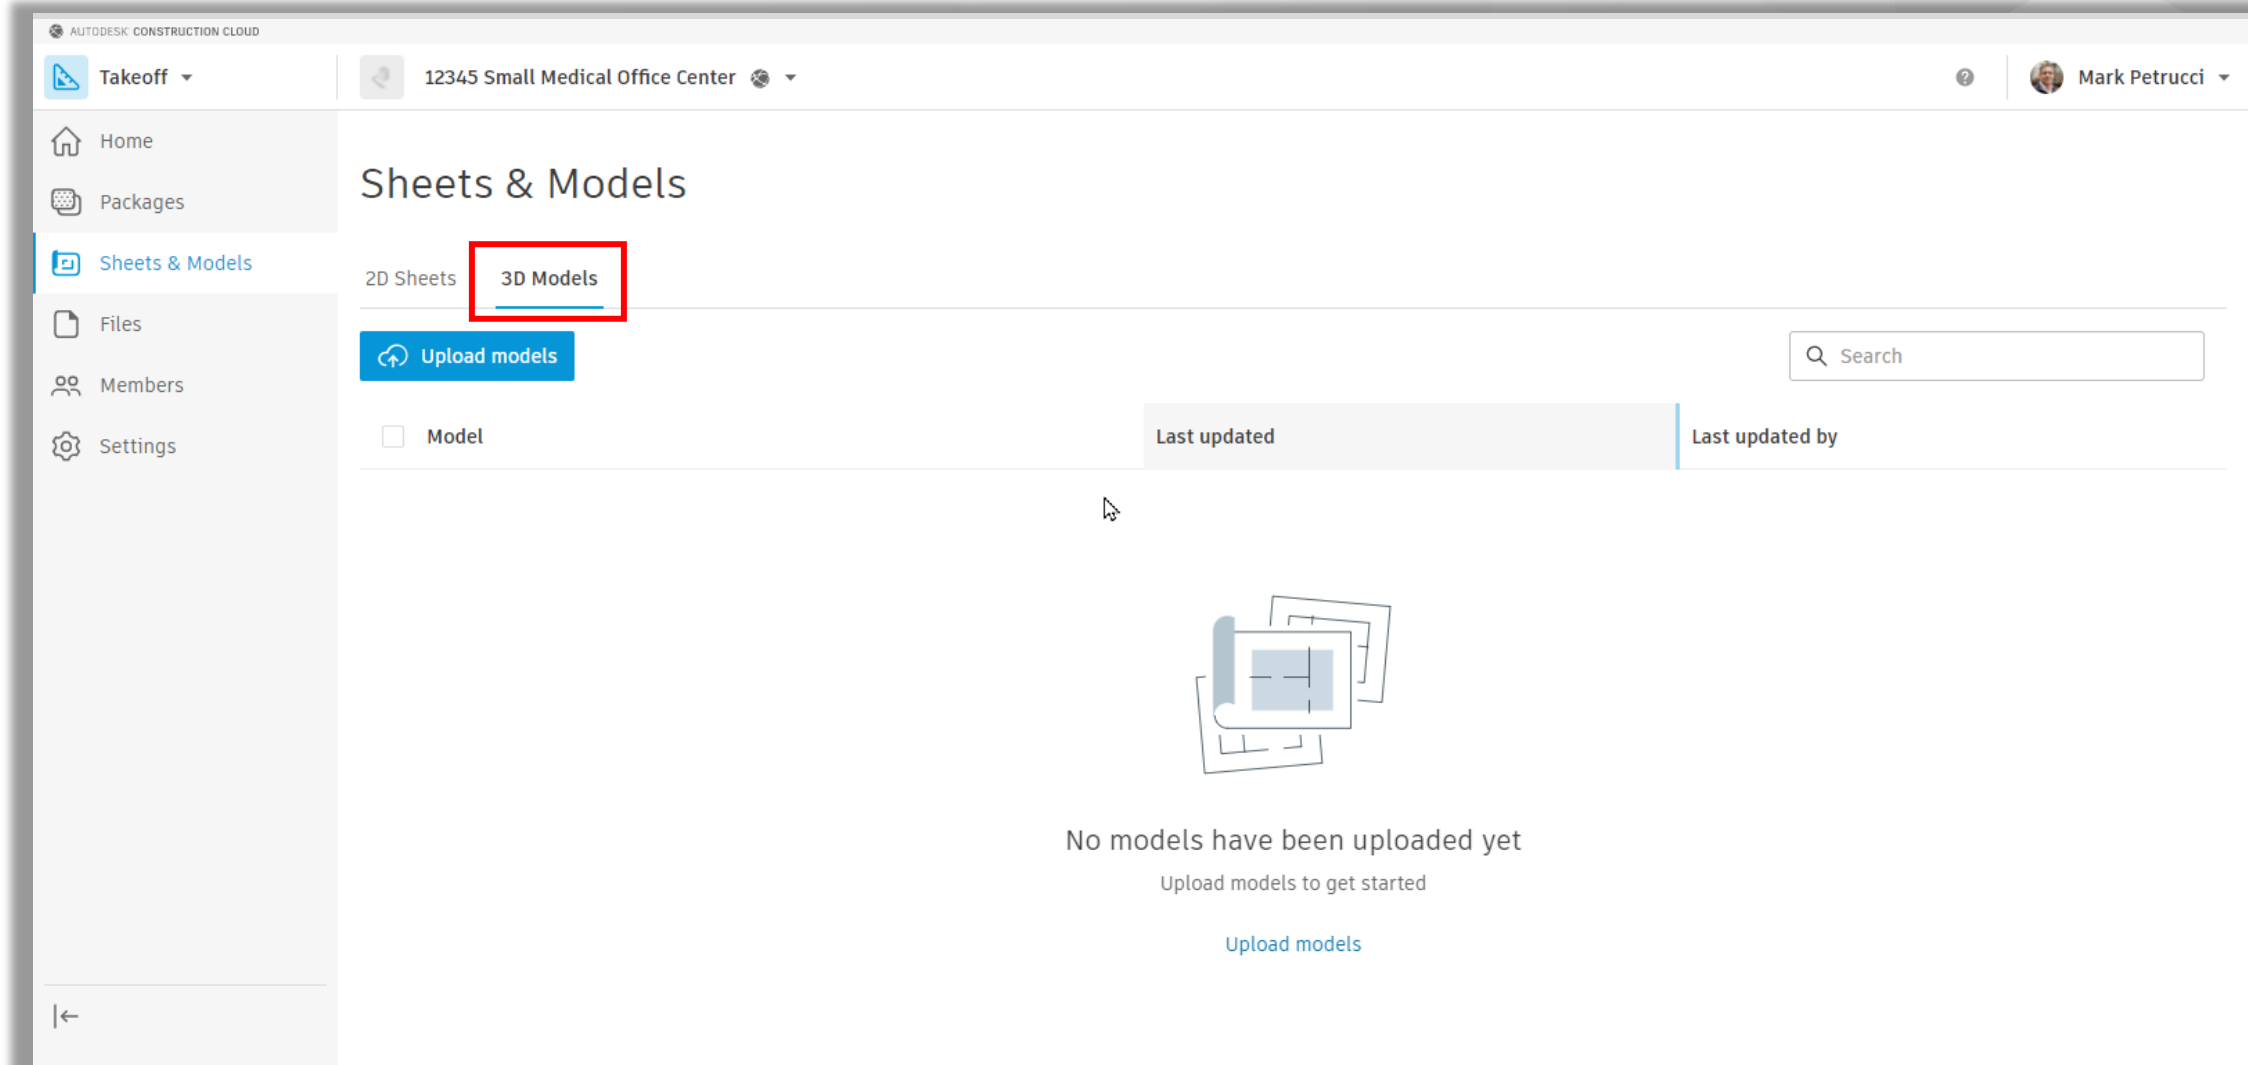 AUTODESK CONSTRUCTION CLOUD
Takeoff
12345 Small Medical Office Center
?
Mark Petrucci
Home
Packages
Sheets & Models
Files
Members
Settings
Sheets & Models
2D Sheets 3D Models
Upload models
Search
Model Last updated Last updated by
No models have been uploaded yet
Upload models to get started
Upload models